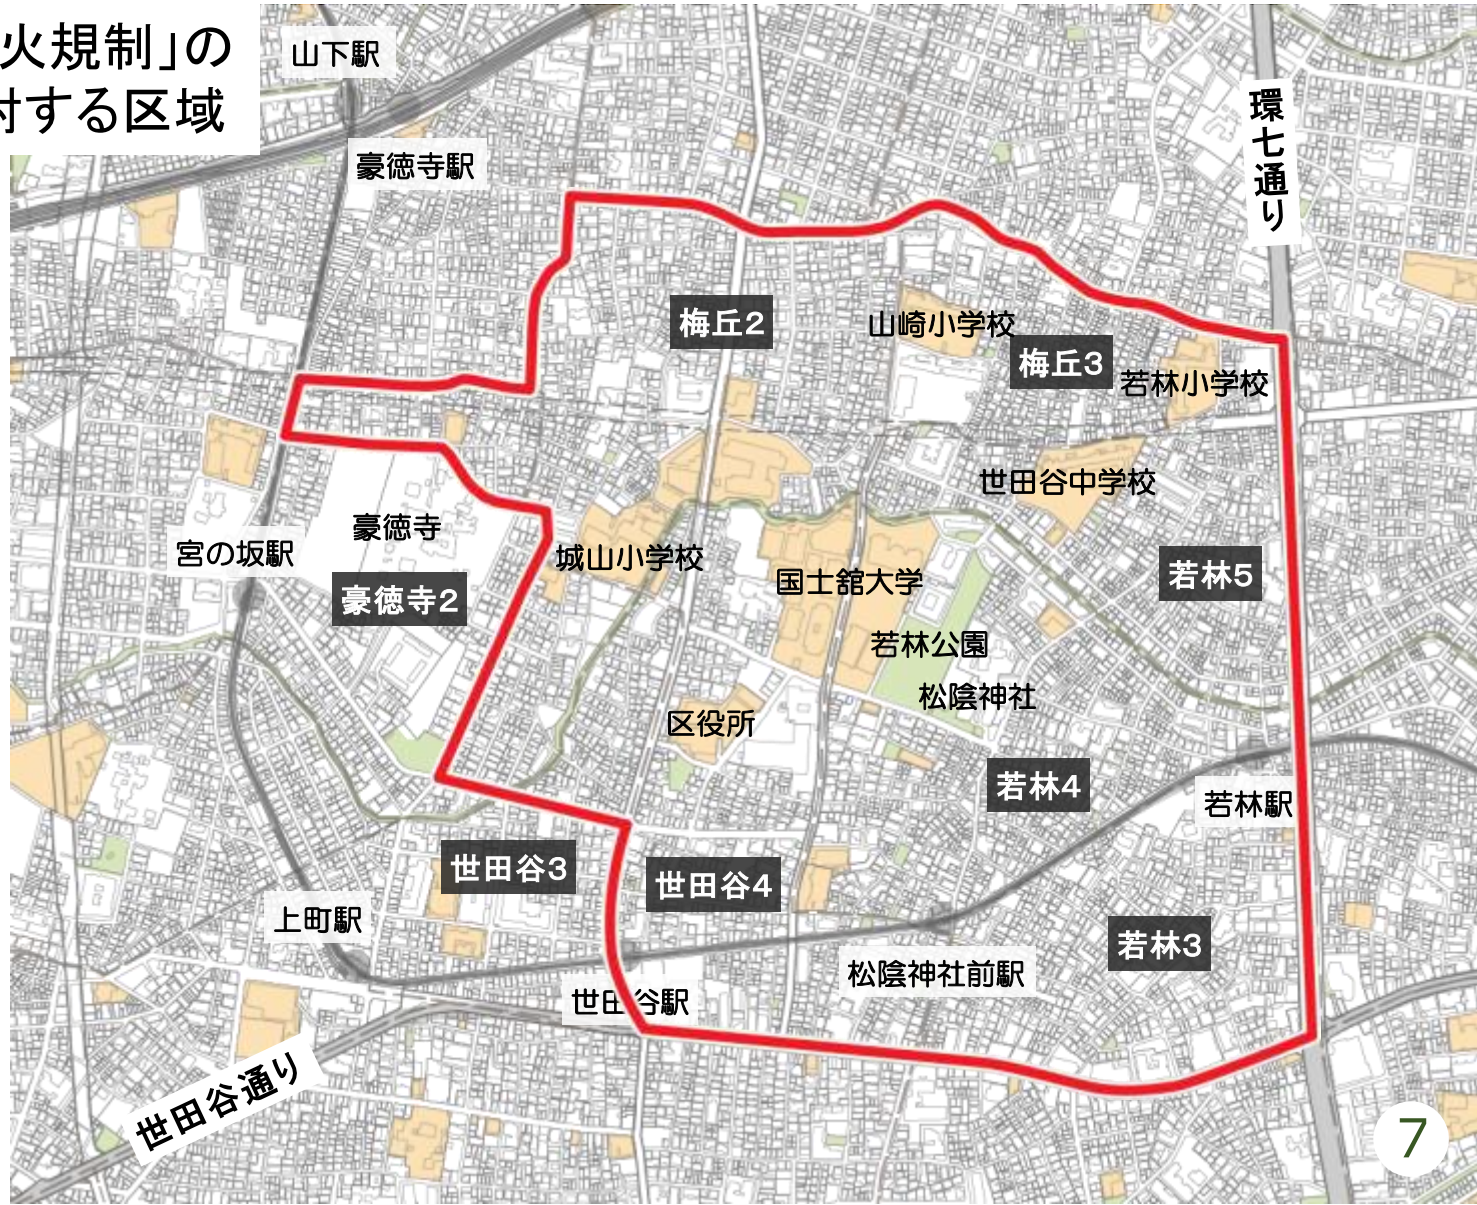 火規制」の
対する区域
山下駅
豪徳寺駅
環七通り
梅丘2
山崎小学校
梅丘3
若林小学校
世田谷中学校
豪徳寺
宮の坂駅
城山小学校
国士舘大学
若林5
豪徳寺2
若林公園
松陰神社
区役所
若林4
若林駅
世田谷3
世田谷4
上町駅
若林3
松陰神社前駅
世田谷駅
世田谷通り
7